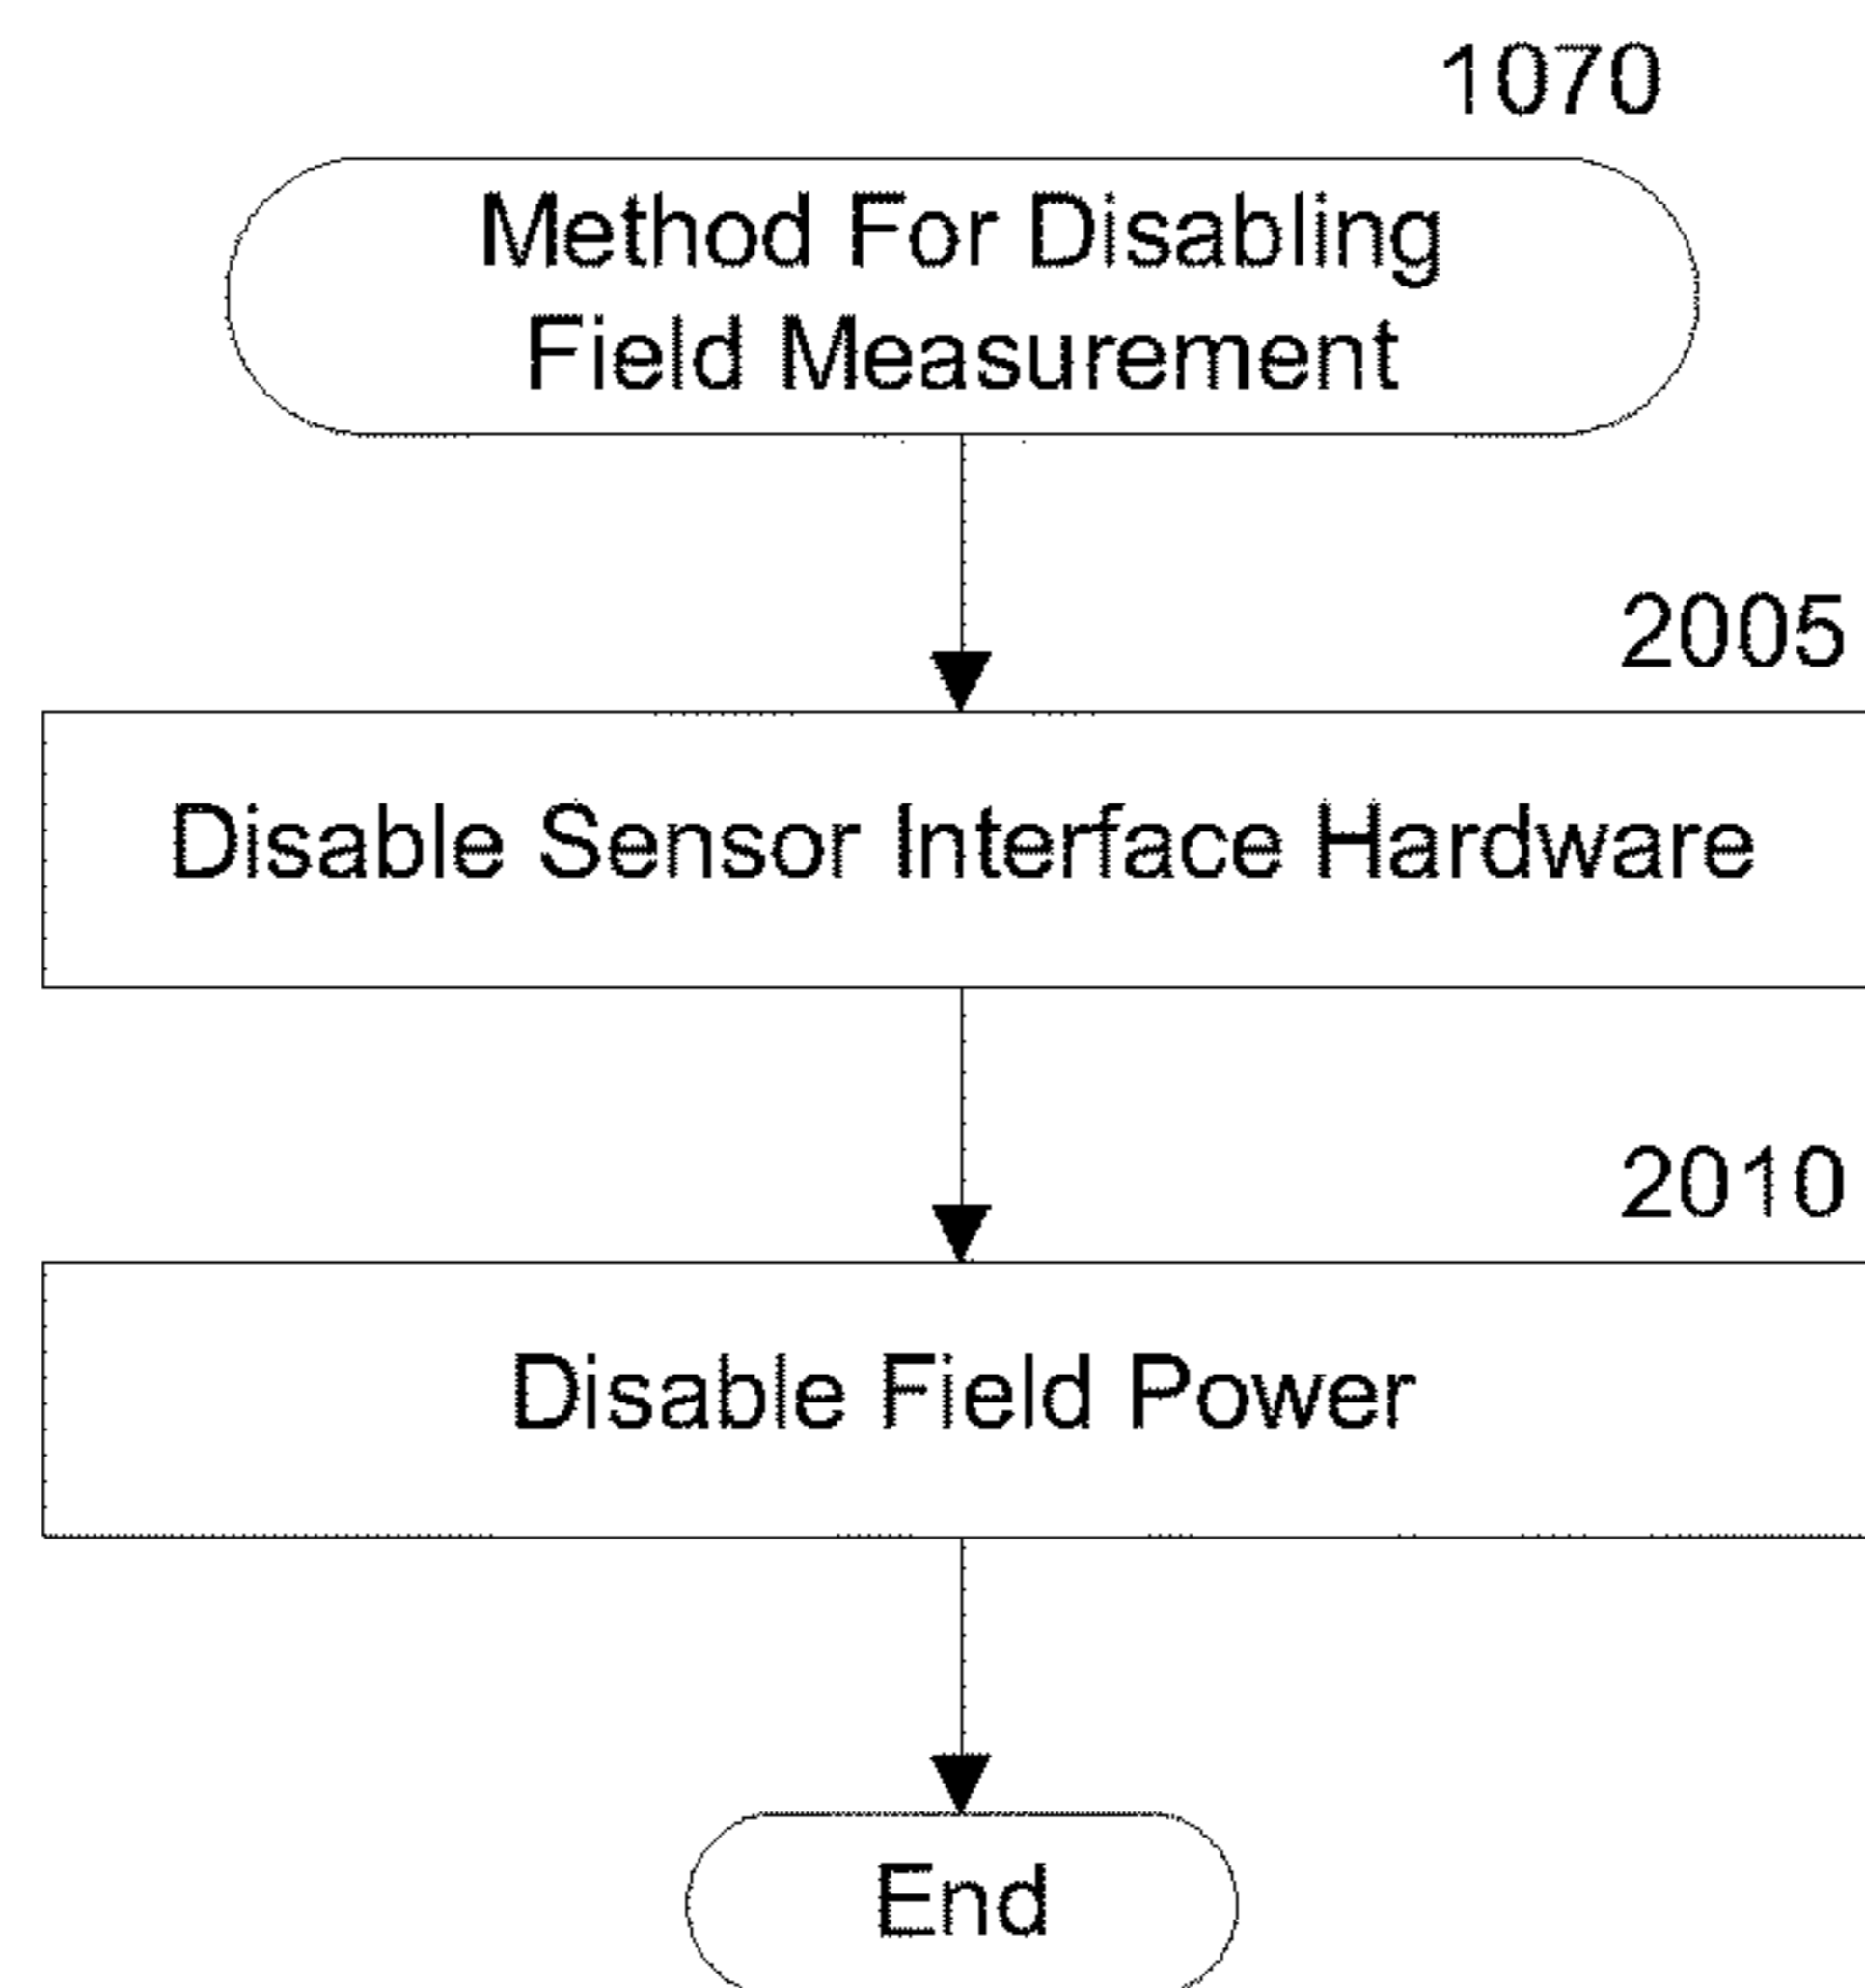 1070
Method For Disabling
Field Measurement
2005
Disable Sensor Interface Hardware
2010
Disable Field Power
End